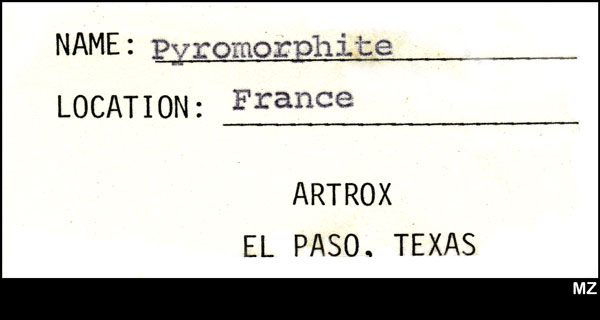 NAME: Pyromorphite
LOCATION: France
ARTROX
EL PASO, TEXAS
MZ